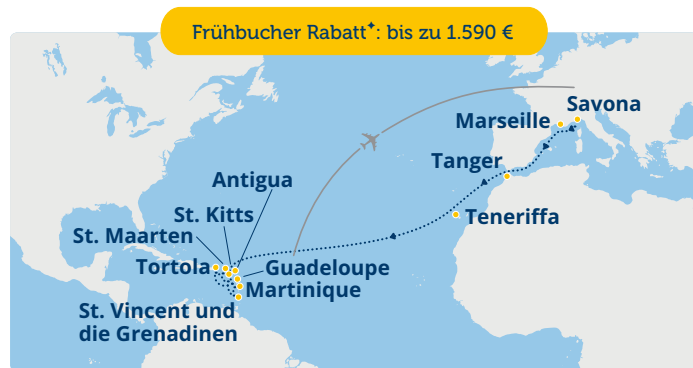 Frühbucher Rabatt✦: bis zu 1.590 €
Savona
Marseille
Tanger
Antigua
St. Kitts
Teneriffa
St. Maarten
Tortola
Guadeloupe
Martinique
St. Vincent und
die Grenadinen